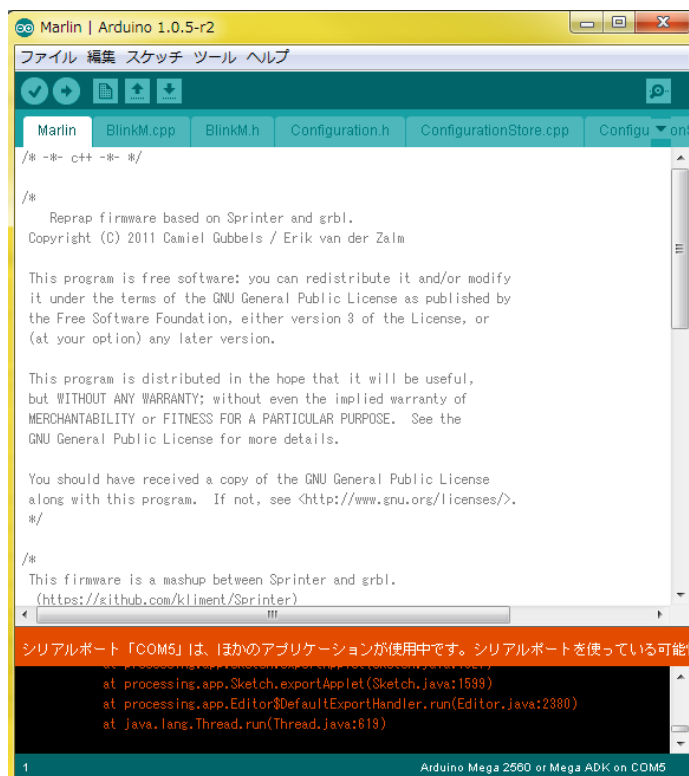 Marlin | Arduino 1.0.5-r2
ファイル 編集 スケッチ ツール ヘルプ
Marlin BlinkM.cpp BlinkM.h Configuration.h ConfigurationStore.cpp Configu onS
/* -*- c++ -*- */
/*
Reprap firmware based on Sprinter and grbl.
Copyright (C) 2011 Camiel Gubbels / Erik van der Zalm
This program is free software: you can redistribute it and/or modify
it under the terms of the GNU General Public License as published by
the Free Software Foundation, either version 3 of the License, or
(at your option) any later version.
This program is distributed in the hope that it will be useful,
but WITHOUT ANY WARRANTY; without even the implied warranty of
MERCHANTABILITY or FITNESS FOR A PARTICULAR PURPOSE.  See the
GNU General Public License for more details.
You should have received a copy of the GNU General Public License
along with this program.  If not, see <http://www.gnu.org/licenses/>.
*/
/*
This firmware is a mashup between Sprinter and grbl.
(https://github.com/kliment/Sprinter)
シリアルポート「COM5」は、ほかのアプリケーションが使用中です。シリアルポートを使っている可能
at processing.app.Sketch.exportApplet(Sketch.java:1599)
at processing.app.Editor$DefaultExportHandler.run(Editor.java:2380)
at java.lang.Thread.run(Thread.java:619)
1 Arduino Mega 2560 or Mega ADK on COM5